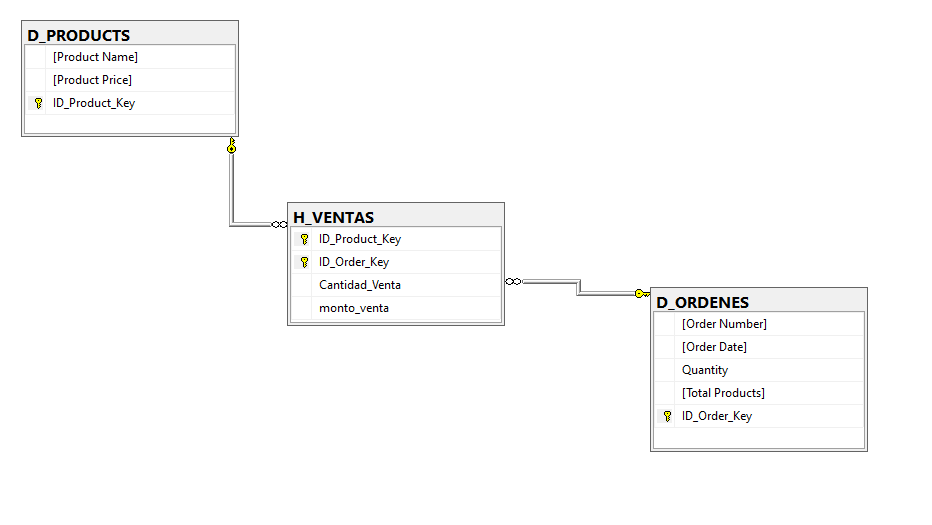 D_PRODUCTS
[Product Name]
[Product Price]
ID_Product_Key
H_VENTAS
ID_Product_Key
ID_Order_Key
Cantidad_Venta
monto_venta
D_ORDENES
[Order Number]
[Order Date]
Quantity
[Total Products]
ID_Order_Key